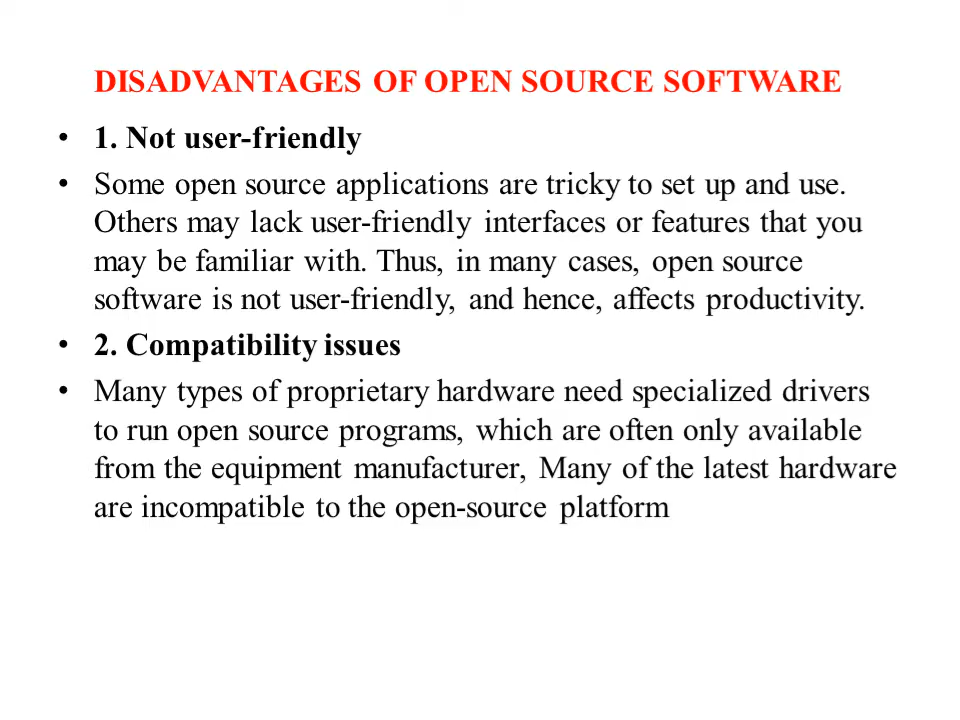 DISADVANTAGES OF OPEN SOURCE SOFTWARE
• 1. Not user-friendly
• Some open source applications are tricky to set up and use.
Others may lack user-friendly interfaces or features that you
may be familiar with. Thus, in many cases, open source
software is not user-friendly, and hence, affects productivity.
• 2. Compatibility issues
• Many types of proprietary hardware need specialized drivers
to run open source programs, which are often only available
from the equipment manufacturer, Many of the latest hardware
are incompatible to the open-source platform